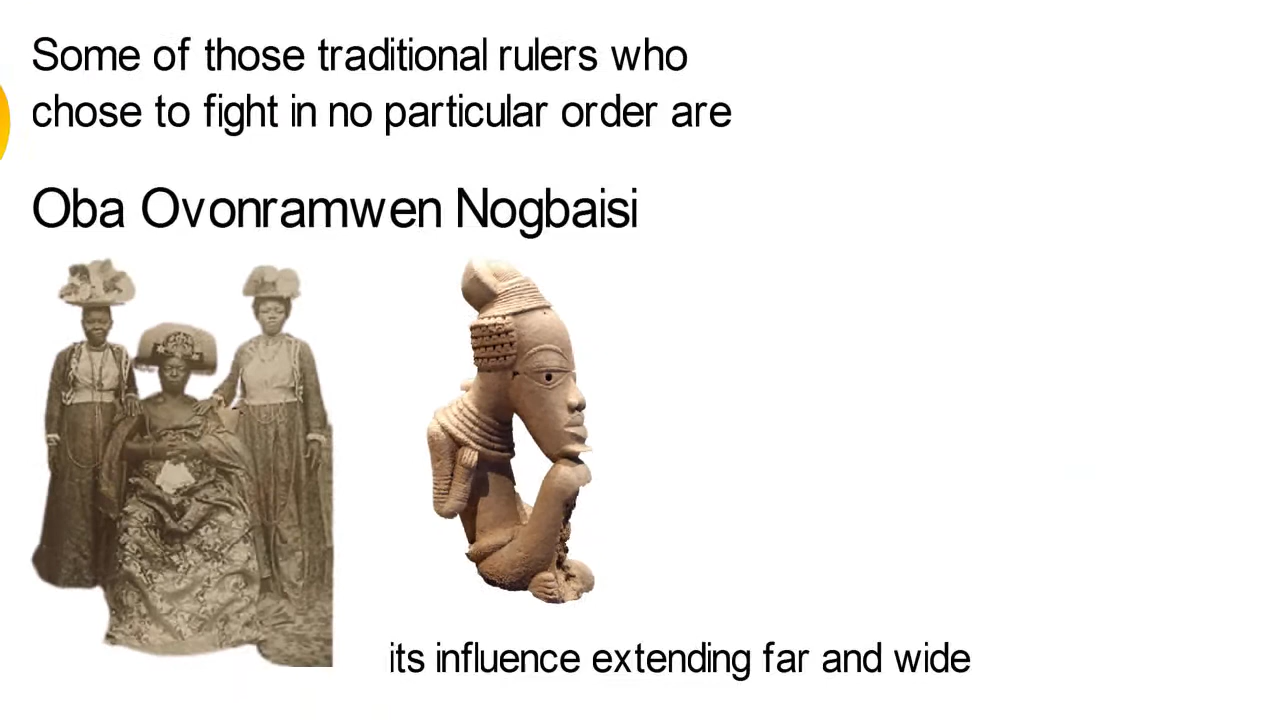 Some of those traditional rulers who
chose to fight in no particular order are
Oba Ovonramwen Nogbaisi
its influence extending far and wide